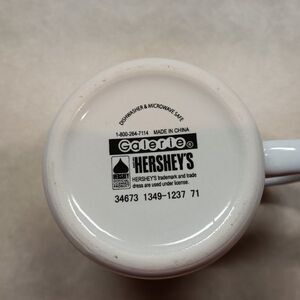 DISHWASHER & MICROWAVE SAFE
1-800-264-7114 MADE IN CHINA
Galerie®
HERSHEY'S
HERSHEY
HERSHEY'S trademark and trade
dress are used under license.
34673 1349-1237 71